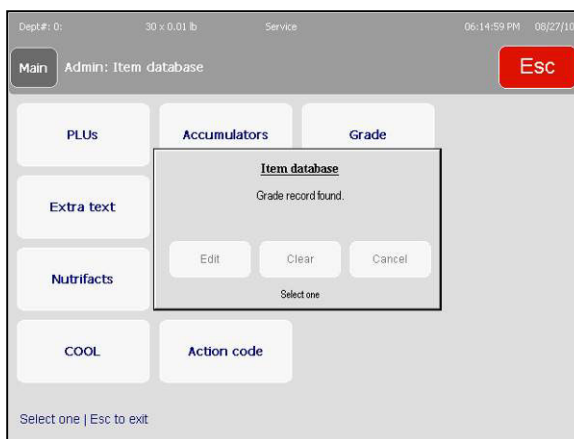 Dept#: 0: 30 x 0.01 lb Service 06:14:59 PM 08/27/10
Main Admin: Item database Esc
PLUs Accumulators Grade
Item database
Grade record found.
Extra text
Edit Clear Cancel
Nutrifacts
Select one
COOL Action code
Select one | Esc to exit